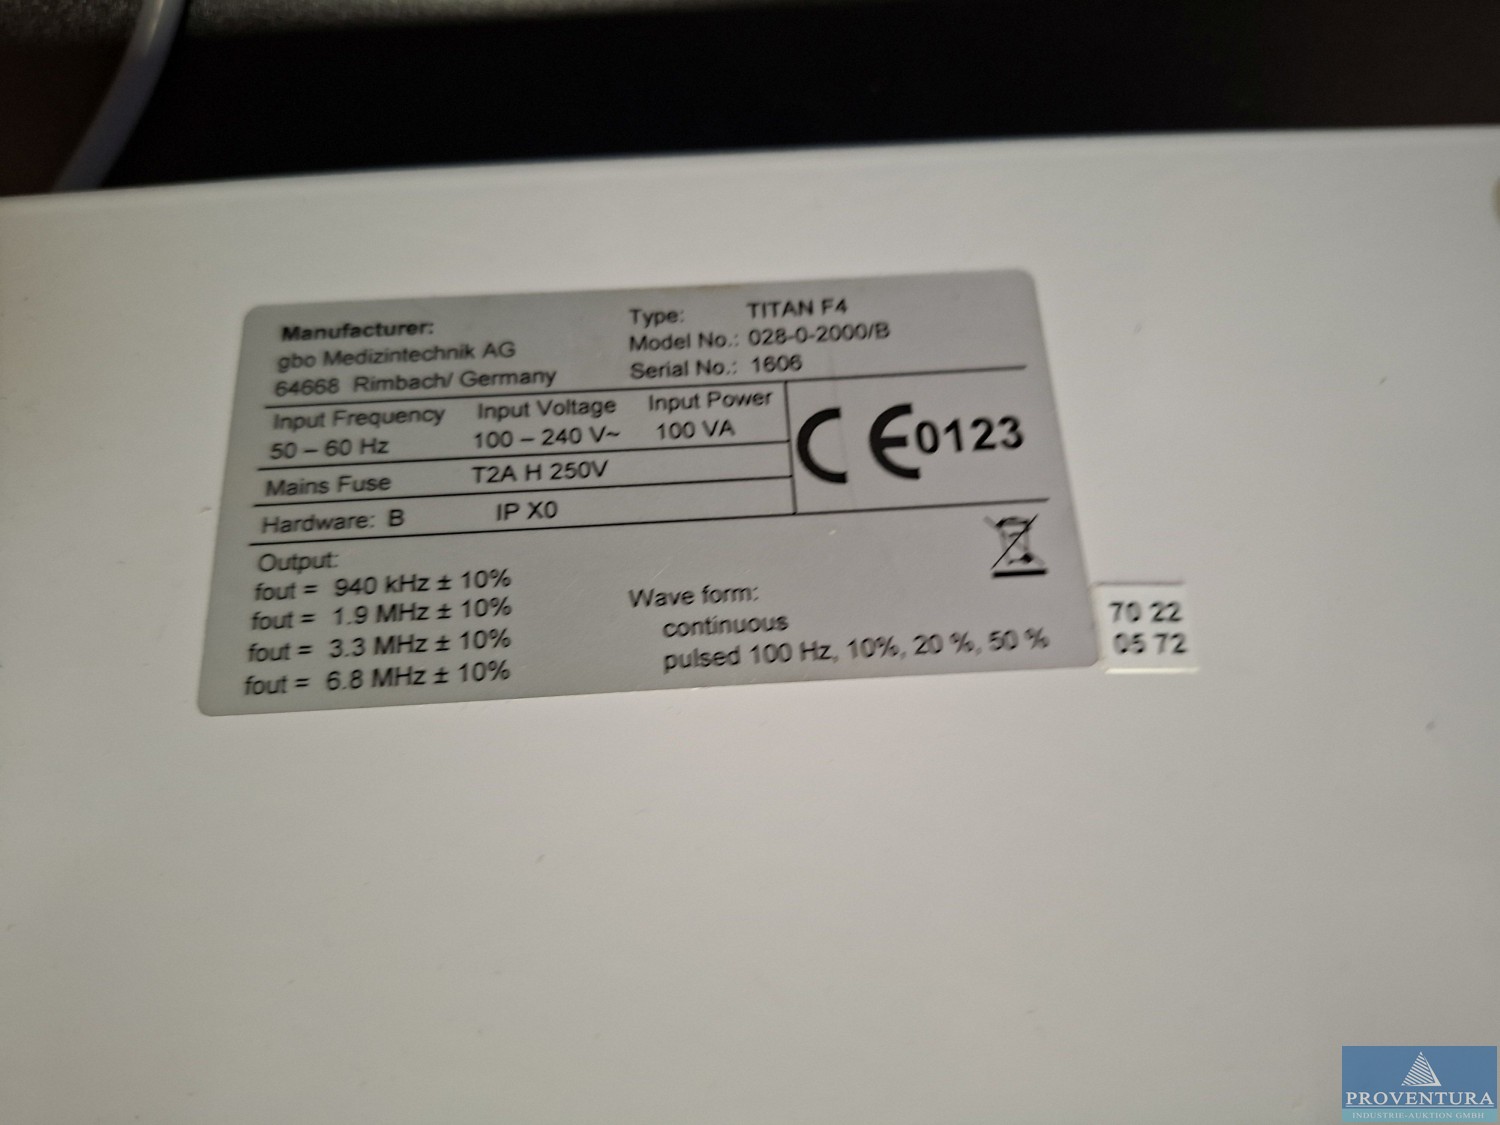 Manufacturer:
gbo Medizintechnik AG
64668 Rimbach/ Germany
Type: TITAN F4
Model No.: 028-0-2000/B
Serial No.: 1606
Input Frequency Input Voltage Input Power
50 – 60 Hz 100 – 240 V~ 100 VA
Mains Fuse T2A H 250V
Hardware: B IP X0
CE0123
Output:
fout = 940 kHz ± 10%
fout = 1.9 MHz ± 10%
fout = 3.3 MHz ± 10%
fout = 6.8 MHz ± 10%
Wave form:
continuous
pulsed 100 Hz, 10%, 20 %, 50 %
70 22
05 72
PROVENTURA
INDUSTRIE-AUKTION GMBH